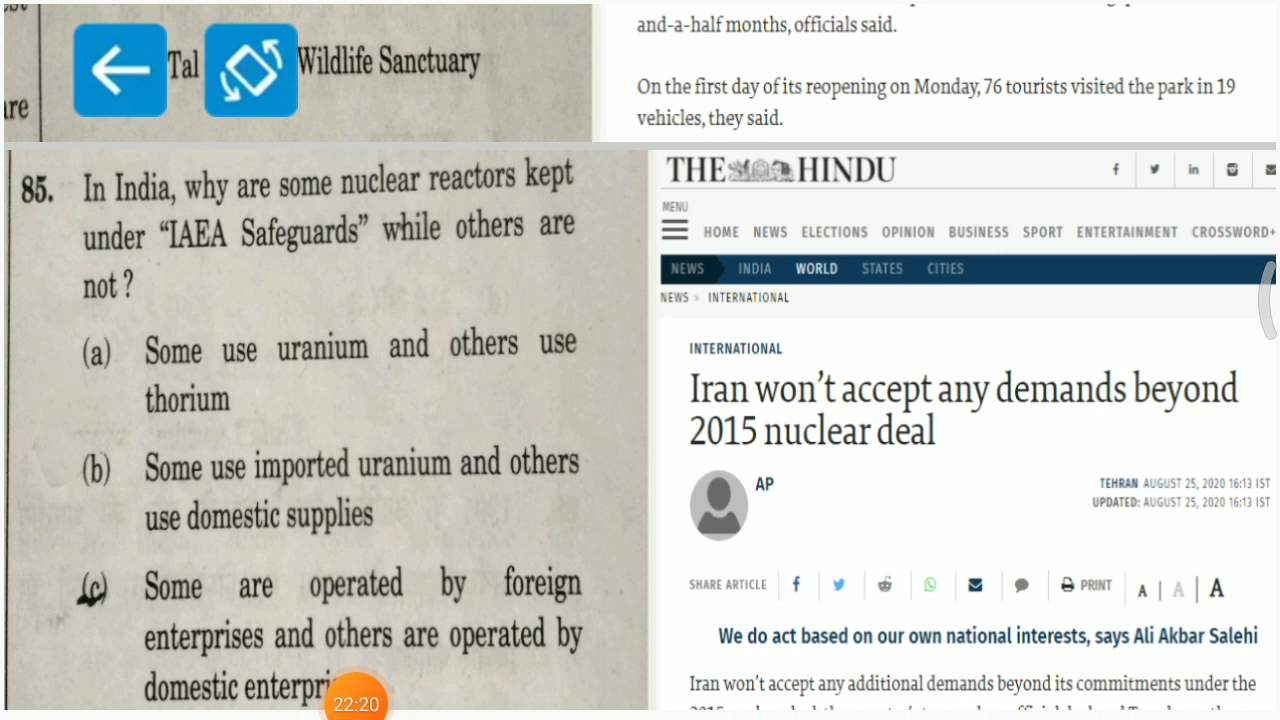 Tal Wildlife Sanctuary
and-a-half months, officials said.
On the first day of its reopening on Monday, 76 tourists visited the park in 19
vehicles, they said.
85. In India, why are some nuclear reactors kept
under “IAEA Safeguards” while others are
not ?
(a) Some use uranium and others use
thorium
(b) Some use imported uranium and others
use domestic supplies
(c) Some are operated by foreign
enterprises and others are operated by
domestic
22:20
THE HINDU
MENU
HOME NEWS ELECTIONS OPINION BUSINESS SPORT ENTERTAINMENT CROSSWORD+
NEWS INDIA WORLD STATES CITIES
NEWS > INTERNATIONAL
INTERNATIONAL
Iran won’t accept any demands beyond
2015 nuclear deal
AP
TEHRAN AUGUST 25, 2020 16:13 IST
UPDATED: AUGUST 25, 2020 16:13 IST
SHARE ARTICLE PRINT A | A | A
We do act based on our own national interests, says Ali Akbar Salehi
Iran won’t accept any additional demands beyond its commitments under the